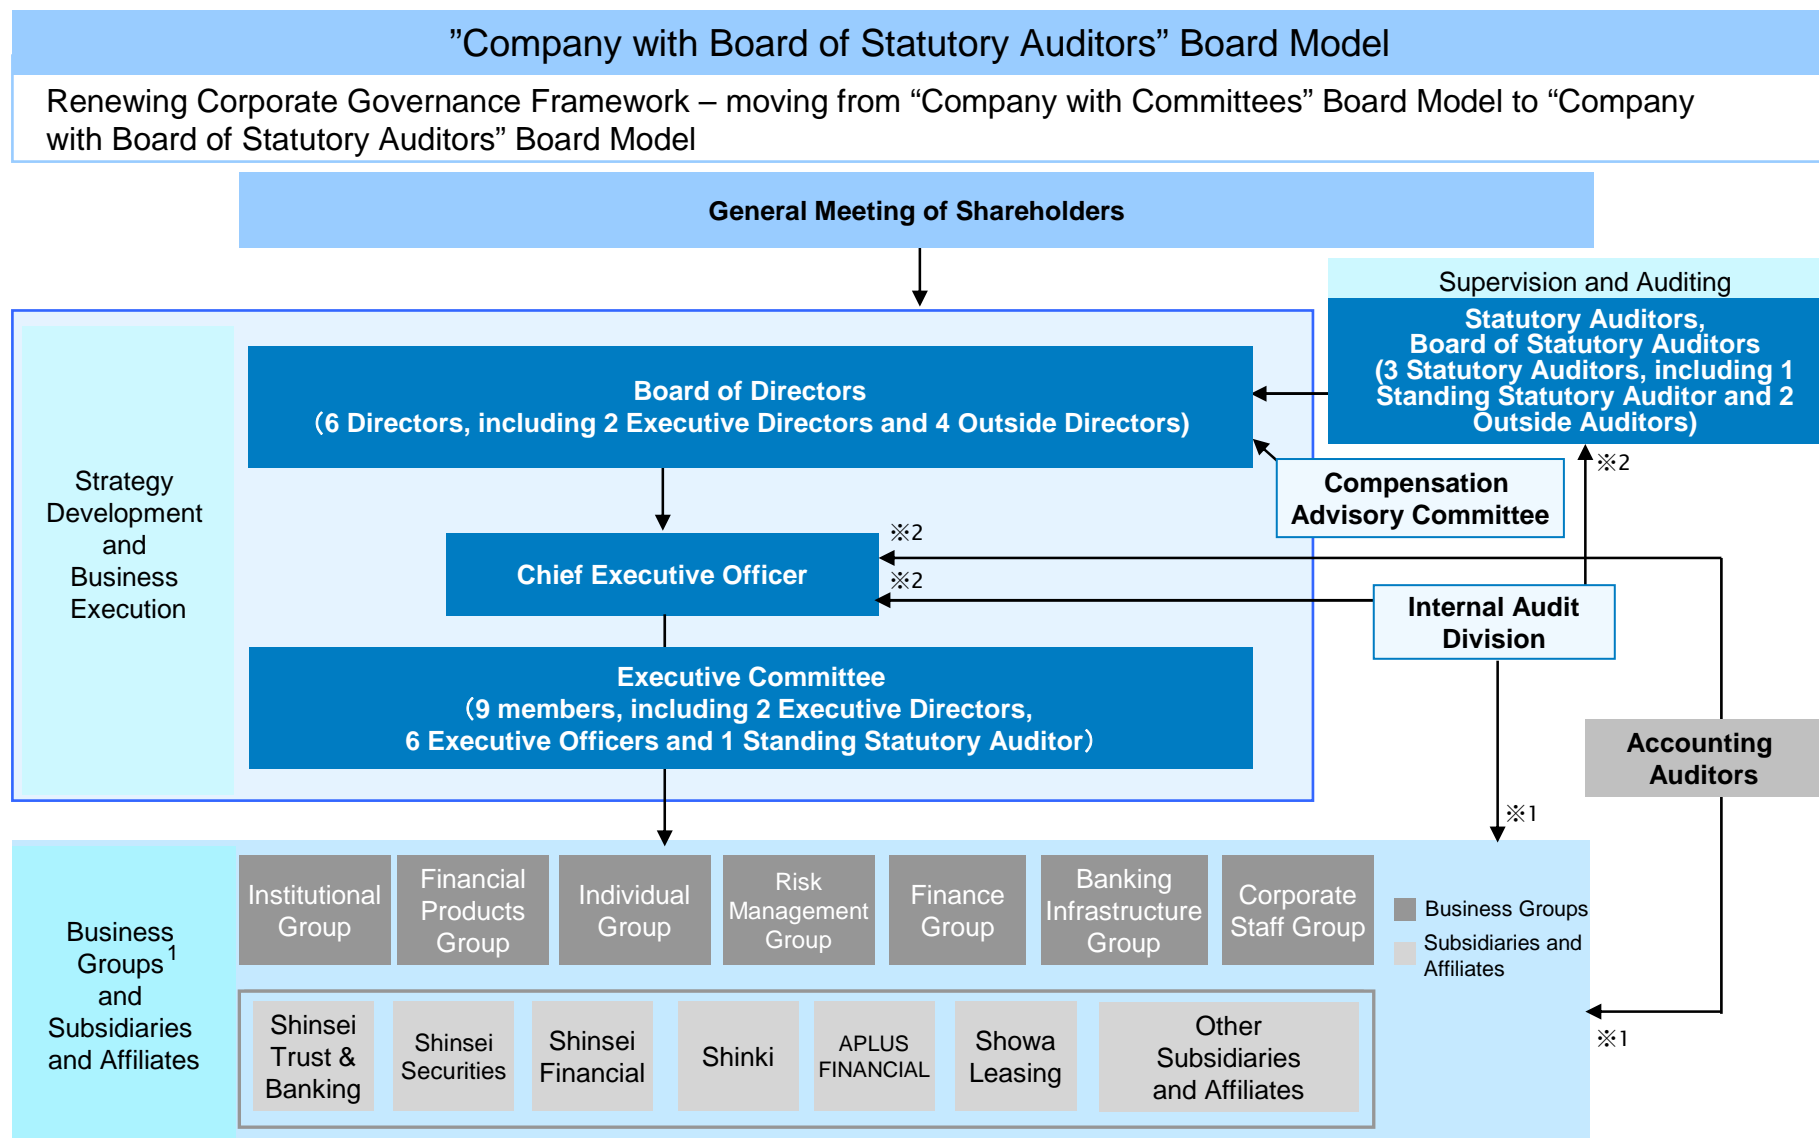 ”Company with Board of Statutory Auditors” Board Model
Renewing Corporate Governance Framework – moving from “Company with Committees” Board Model to “Company
with Board of Statutory Auditors” Board Model
General Meeting of Shareholders
Supervision and Auditing
Statutory Auditors,
Board of Statutory Auditors
(3 Statutory Auditors, including 1
Standing Statutory Auditor and 2
Outside Auditors)
Strategy
Development
and
Business
Execution
Board of Directors
（6 Directors, including 2 Executive Directors and 4 Outside Directors)
※2
Compensation
Advisory Committee
※2
Chief Executive Officer
※2
Internal Audit
Division
Executive Committee
（9 members, including 2 Executive Directors,
6 Executive Officers and 1 Standing Statutory Auditor）
Accounting
Auditors
※1
Business
Groups1
and
Subsidiaries
and Affiliates
Institutional
Group
Financial
Products
Group
Individual
Group
Risk
Management
Group
Finance
Group
Banking
Infrastructure
Group
Corporate
Staff Group
Business Groups
Subsidiaries and
Affiliates
Shinsei
Trust &
Banking
Shinsei
Securities
Shinsei
Financial
Shinki
APLUS
FINANCIAL
Showa
Leasing
Other
Subsidiaries
and Affiliates
※1